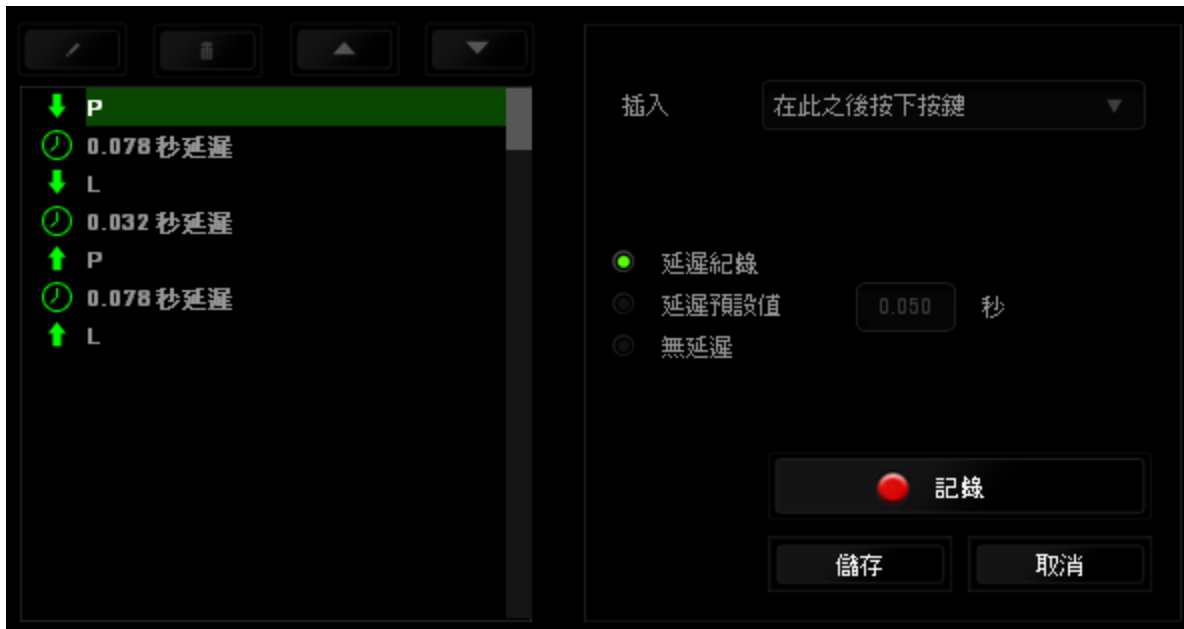 P
0.078 秒延遲
L
0.032 秒延遲
P
0.078 秒延遲
L
插入 在此之後按下按鍵
延遲紀錄
延遲預設值 0.050 秒
無延遲
記錄
儲存 取消